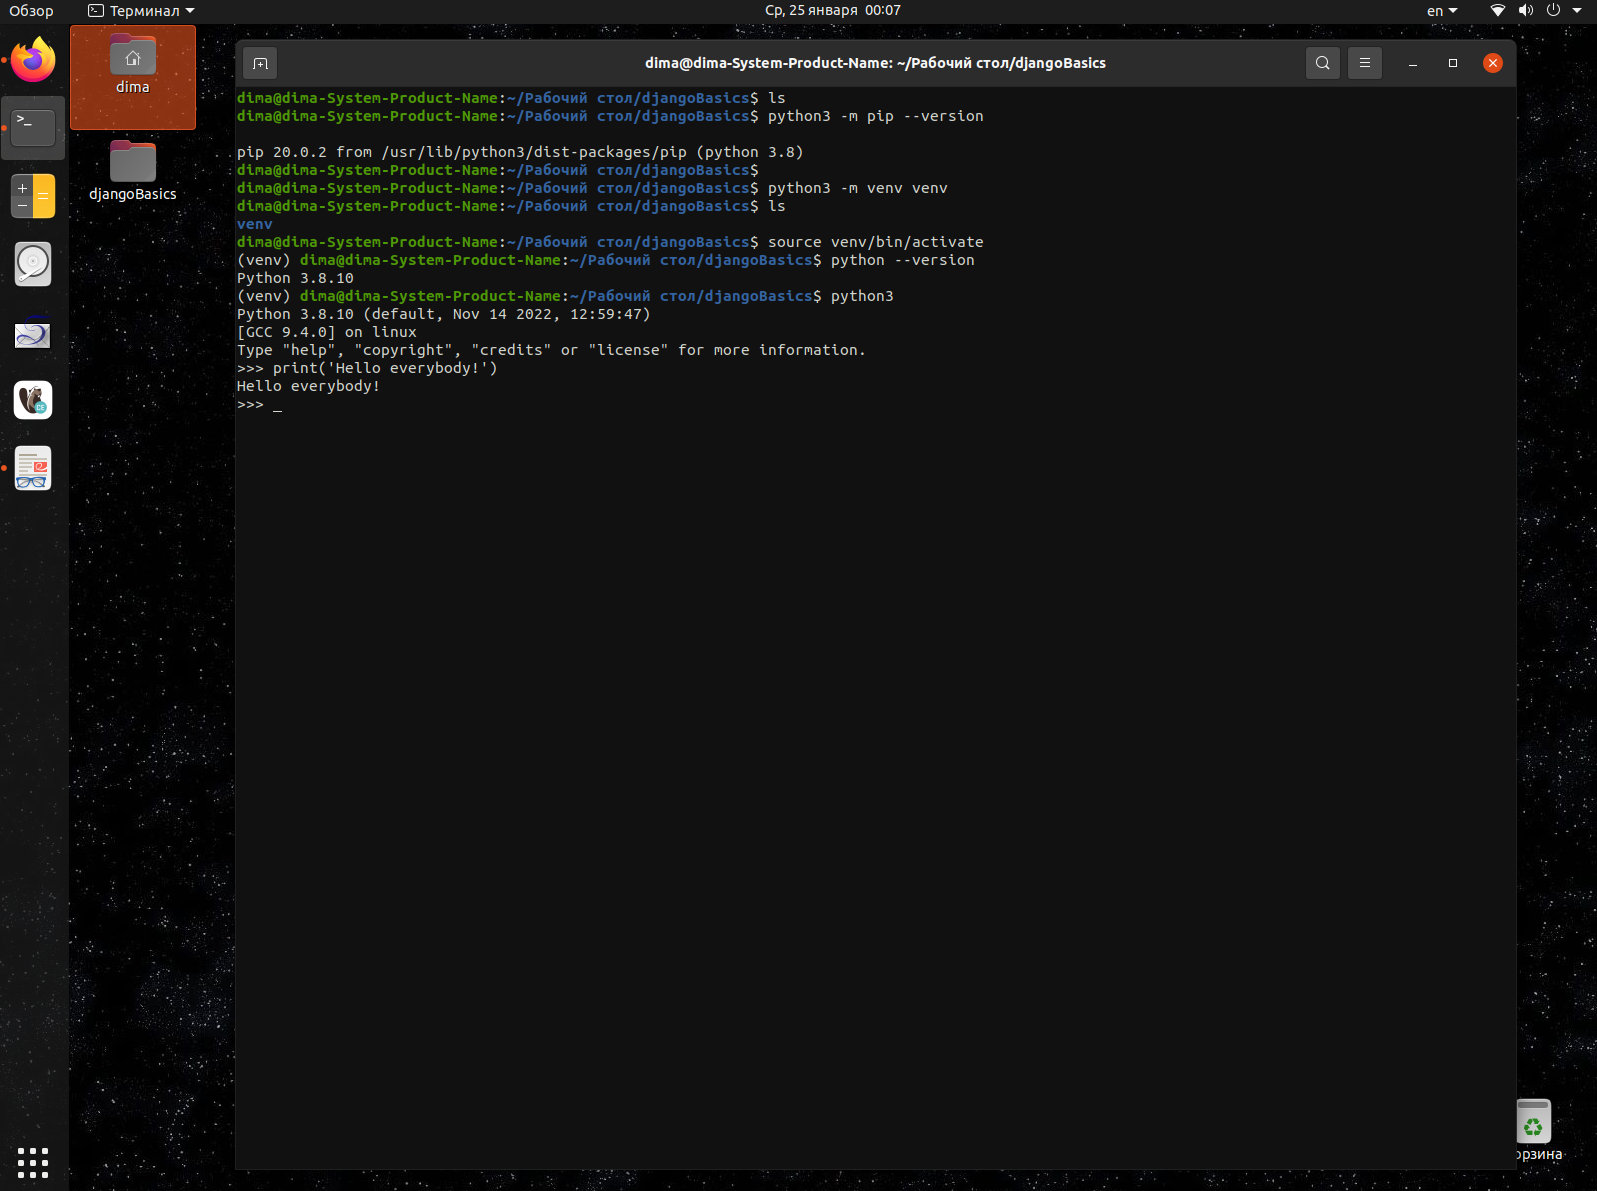 Обзор
Терминал
Ср, 25 января 00:07
en
dima
djangoBasics
dima@dima-System-Product-Name: ~/Рабочий стол/djangoBasics
dima@dima-System-Product-Name:~/Рабочий стол/djangoBasics$ ls
dima@dima-System-Product-Name:~/Рабочий стол/djangoBasics$ python3 -m pip --version
pip 20.0.2 from /usr/lib/python3/dist-packages/pip (python 3.8)
dima@dima-System-Product-Name:~/Рабочий стол/djangoBasics$
dima@dima-System-Product-Name:~/Рабочий стол/djangoBasics$ python3 -m venv venv
dima@dima-System-Product-Name:~/Рабочий стол/djangoBasics$ ls
venv
dima@dima-System-Product-Name:~/Рабочий стол/djangoBasics$ source venv/bin/activate
(venv) dima@dima-System-Product-Name:~/Рабочий стол/djangoBasics$ python --version
Python 3.8.10
(venv) dima@dima-System-Product-Name:~/Рабочий стол/djangoBasics$ python3
Python 3.8.10 (default, Nov 14 2022, 12:59:47)
[GCC 9.4.0] on linux
Type "help", "copyright", "credits" or "license" for more information.
>>> print('Hello everybody!')
Hello everybody!
>>> _
орзина